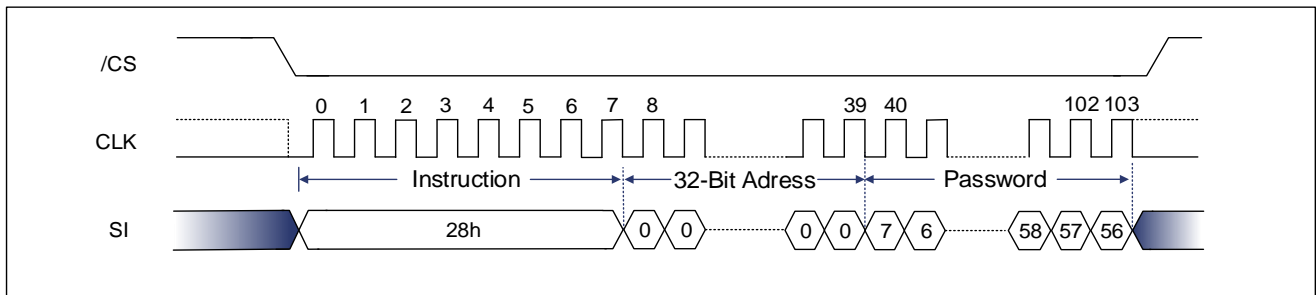 /CS
0 1 2 3 4 5 6 7 8 39 40 102 103
CLK
Instruction 32-Bit Adress Password
SI 28h 0 0 0 0 7 6 58 57 56